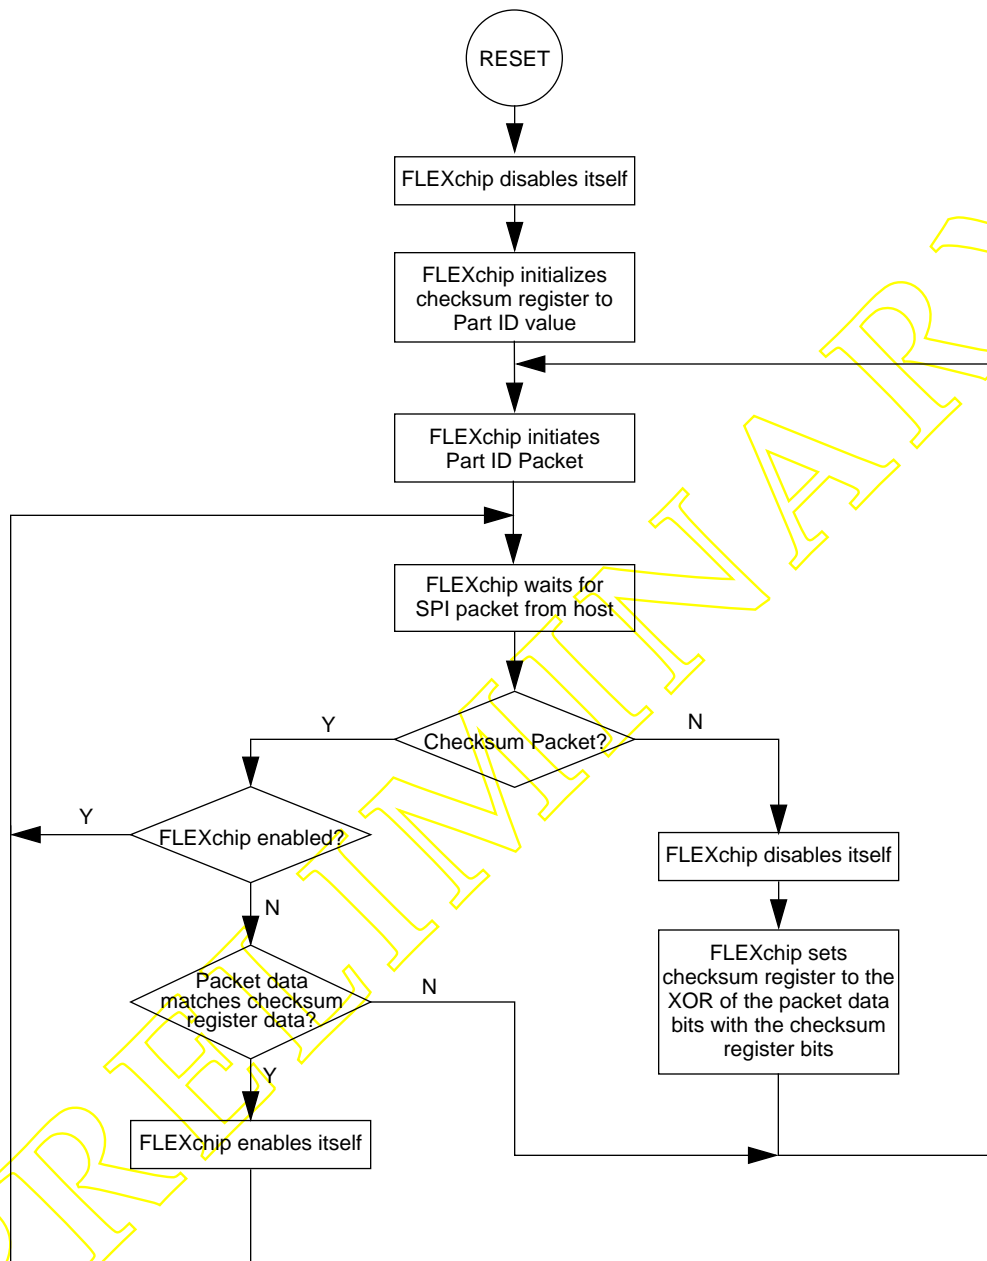 RESET
FLEXchip disables itself
FLEXchip initializes
checksum register to
Part ID value
FLEXchip initiates
Part ID Packet
FLEXchip waits for
SPI packet from host
Checksum Packet?
Y
N
FLEXchip enabled?
Y
N
FLEXchip disables itself
Packet data
matches checksum
register data?
N
Y
FLEXchip sets
checksum register to the
XOR of the packet data
bits with the checksum
register bits
FLEXchip enables itself
PRELIMINARY